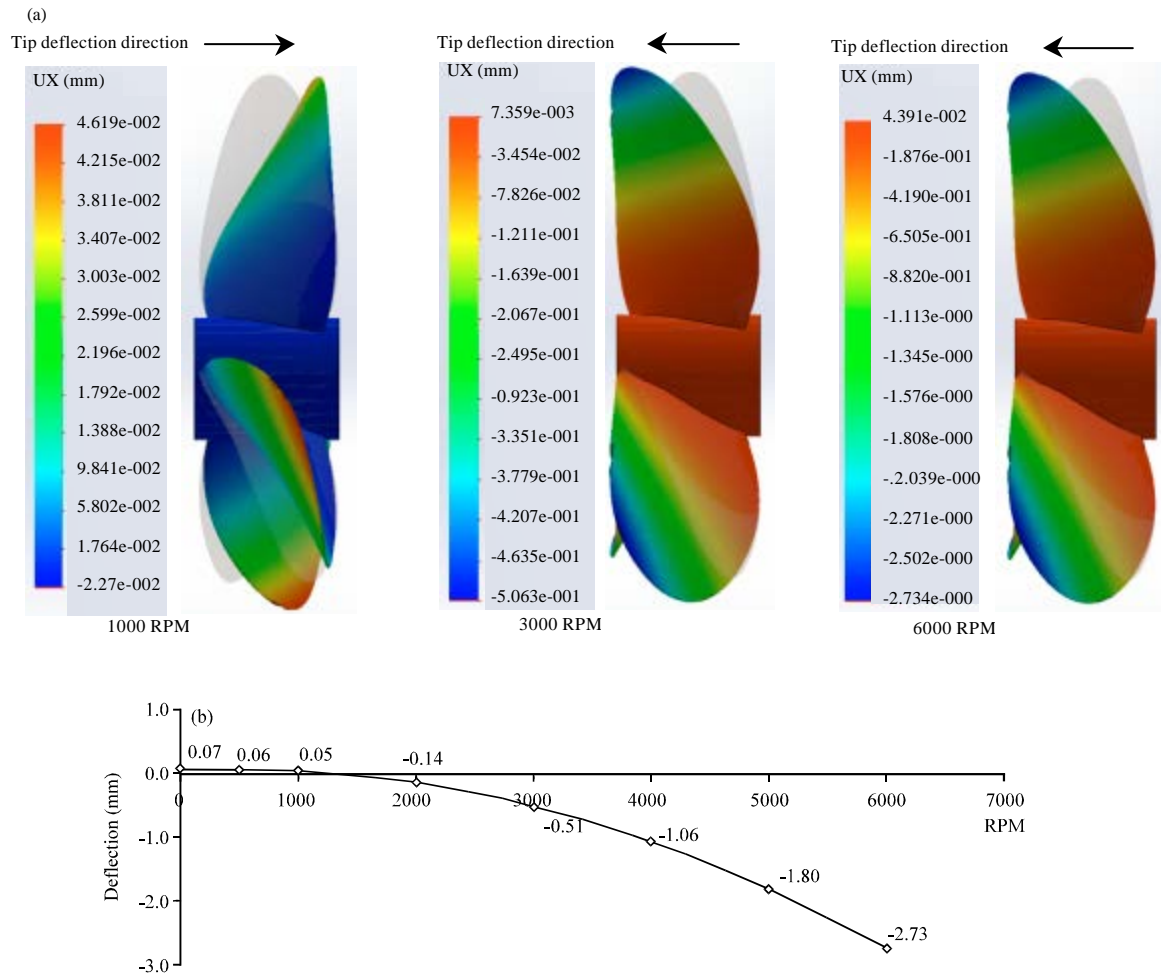 (a)
Tip deflection direction
UX (mm)
4.619e-002
4.215e-002
3.811e-002
3.407e-002
3.003e-002
2.599e-002
2.196e-002
1.792e-002
1.388e-002
9.841e-002
5.802e-002
1.764e-002
-2.27e-002
1000 RPM
Tip deflection direction
UX (mm)
7.359e-003
-3.454e-002
-7.826e-002
-1.211e-001
-1.639e-001
-2.067e-001
-2.495e-001
-0.923e-001
-3.351e-001
-3.779e-001
-4.207e-001
-4.635e-001
-5.063e-001
3000 RPM
Tip deflection direction
UX (mm)
4.391e-002
-1.876e-001
-4.190e-001
-6.505e-001
-8.820e-001
-1.113e-000
-1.345e-000
-1.576e-000
-1.808e-000
-.2.039e-000
-2.271e-000
-2.502e-000
-2.734e-000
6000 RPM
(b)
Deflection (mm)
1.0
0.0
-1.0
-2.0
-3.0
0.07
0.06
0.05
-0.14
-0.51
-1.06
-1.80
-2.73
0
1000
2000
3000
4000
5000
6000
7000
RPM